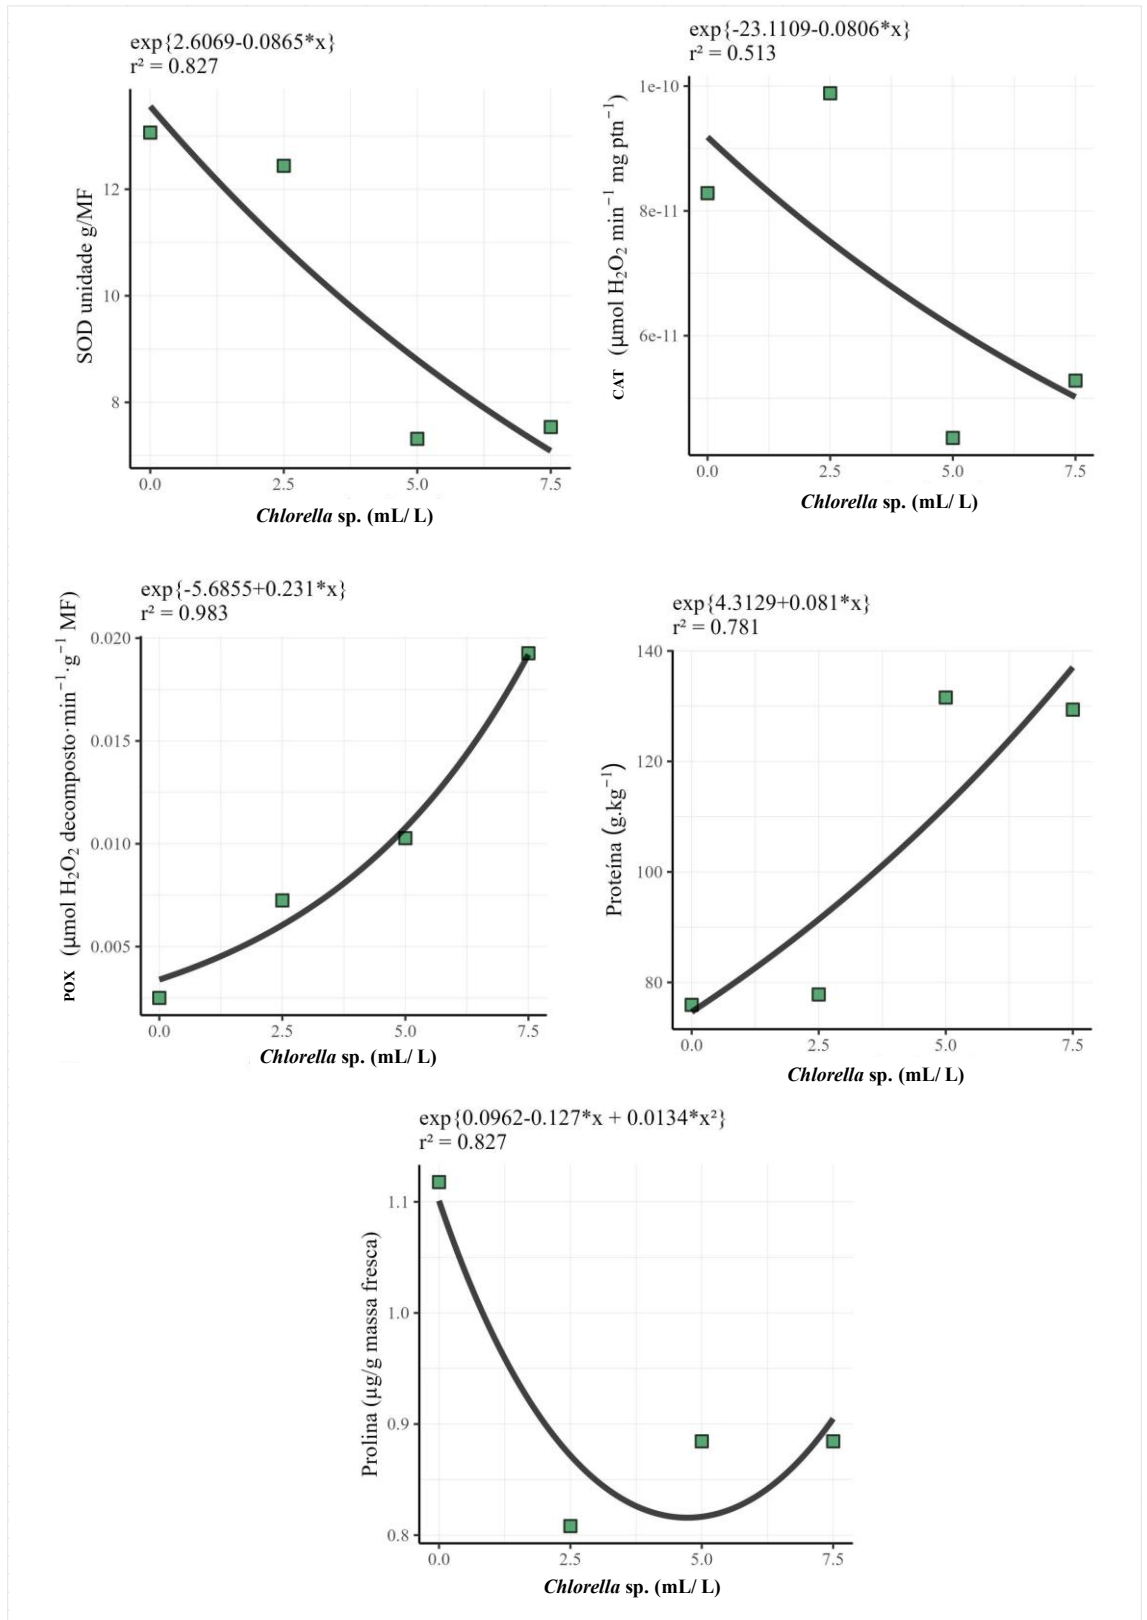 exp{2.6069-0.0865*x}
r² = 0.827
SOD unidade g/MF
12
10
8
0.0 2.5 5.0 7.5
Chlorella sp. (mL/ L)
exp{-23.1109-0.0806*x}
r² = 0.513
CAT (µmol H₂O₂ min⁻¹ mg ptn⁻¹)
1e-10
8e-11
6e-11
0.0 2.5 5.0 7.5
Chlorella sp. (mL/ L)
exp{-5.6855+0.231*x}
r² = 0.983
POX (µmol H₂O₂ decomposto·min⁻¹·g⁻¹ MF)
0.020
0.015
0.010
0.005
0.0 2.5 5.0 7.5
Chlorella sp. (mL/ L)
exp{4.3129+0.081*x}
r² = 0.781
Proteína (g.kg⁻¹)
140
120
100
80
0.0 2.5 5.0 7.5
Chlorella sp. (mL/ L)
exp{0.0962-0.127*x + 0.0134*x²}
r² = 0.827
Prolina (µg/g massa fresca)
1.1
1.0
0.9
0.8
0.0 2.5 5.0 7.5
Chlorella sp. (mL/ L)